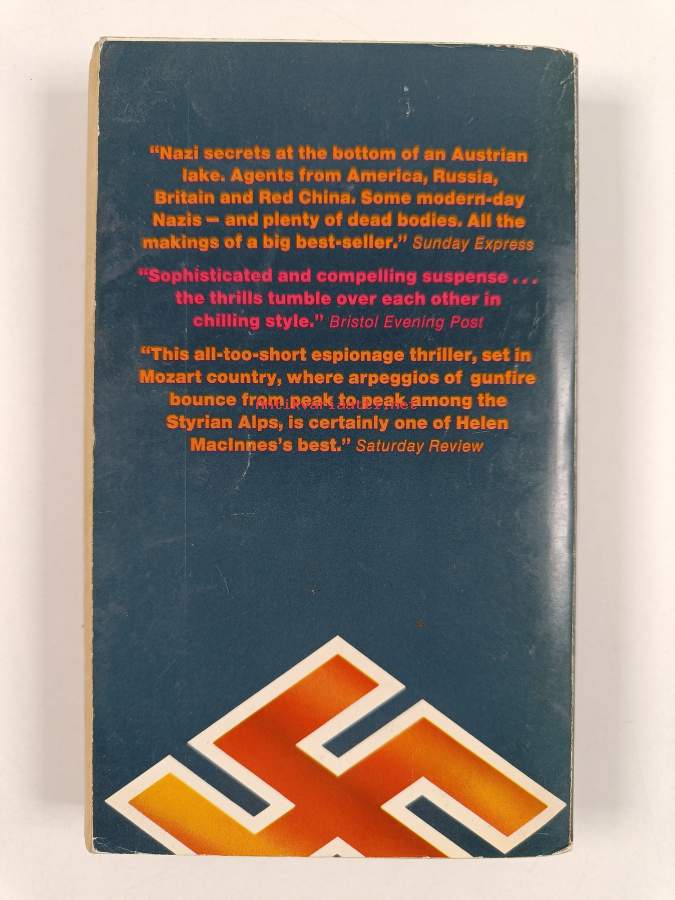 “Nazi secrets at the bottom of an Austrian
lake. Agents from America, Russia,
Britain and Red China. Some modern-day
Nazis – and plenty of dead bodies. All the
makings of a big best-seller.” Sunday Express
“Sophisticated and compelling suspense...
the thrills tumble over each other in
chilling style.” Bristol Evening Post
“This all-too-short espionage thriller, set in
Mozart country, where arpeggios of gunfire
bounce from peak to peak among the
Styrian Alps, is certainly one of Helen
MacInnes’s best.” Saturday Review